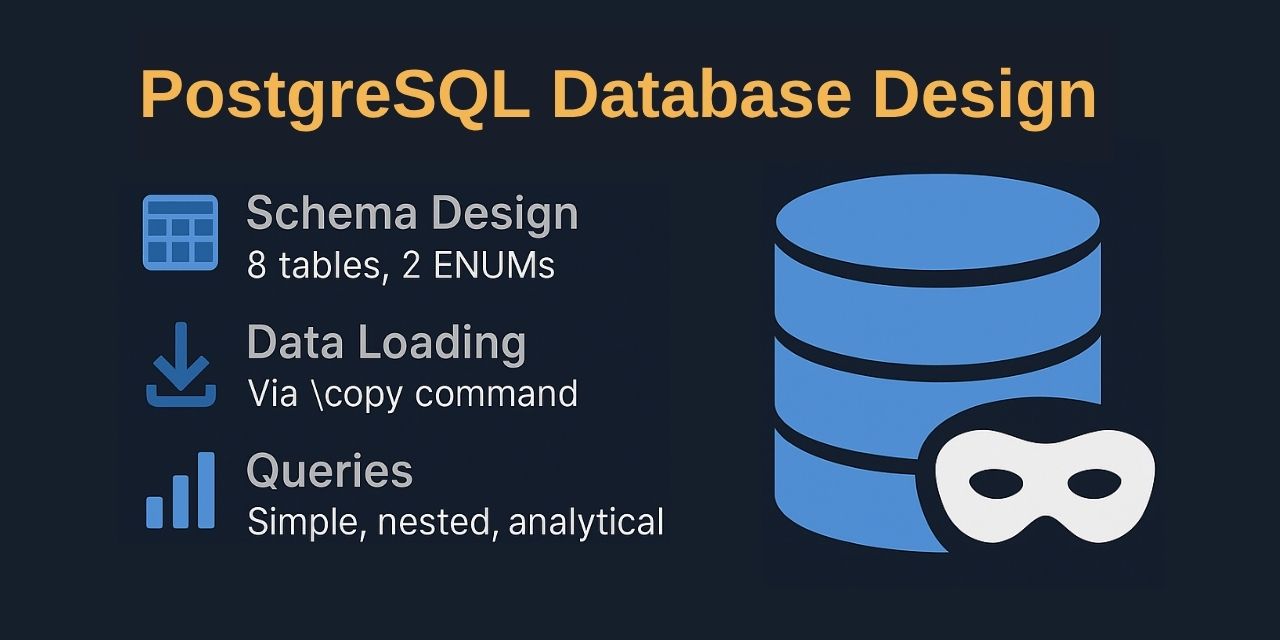 PostgreSQL Database Design
Schema Design
8 tables, 2 ENUMs
Data Loading
Via \copy command
Queries
Simple, nested, analytical